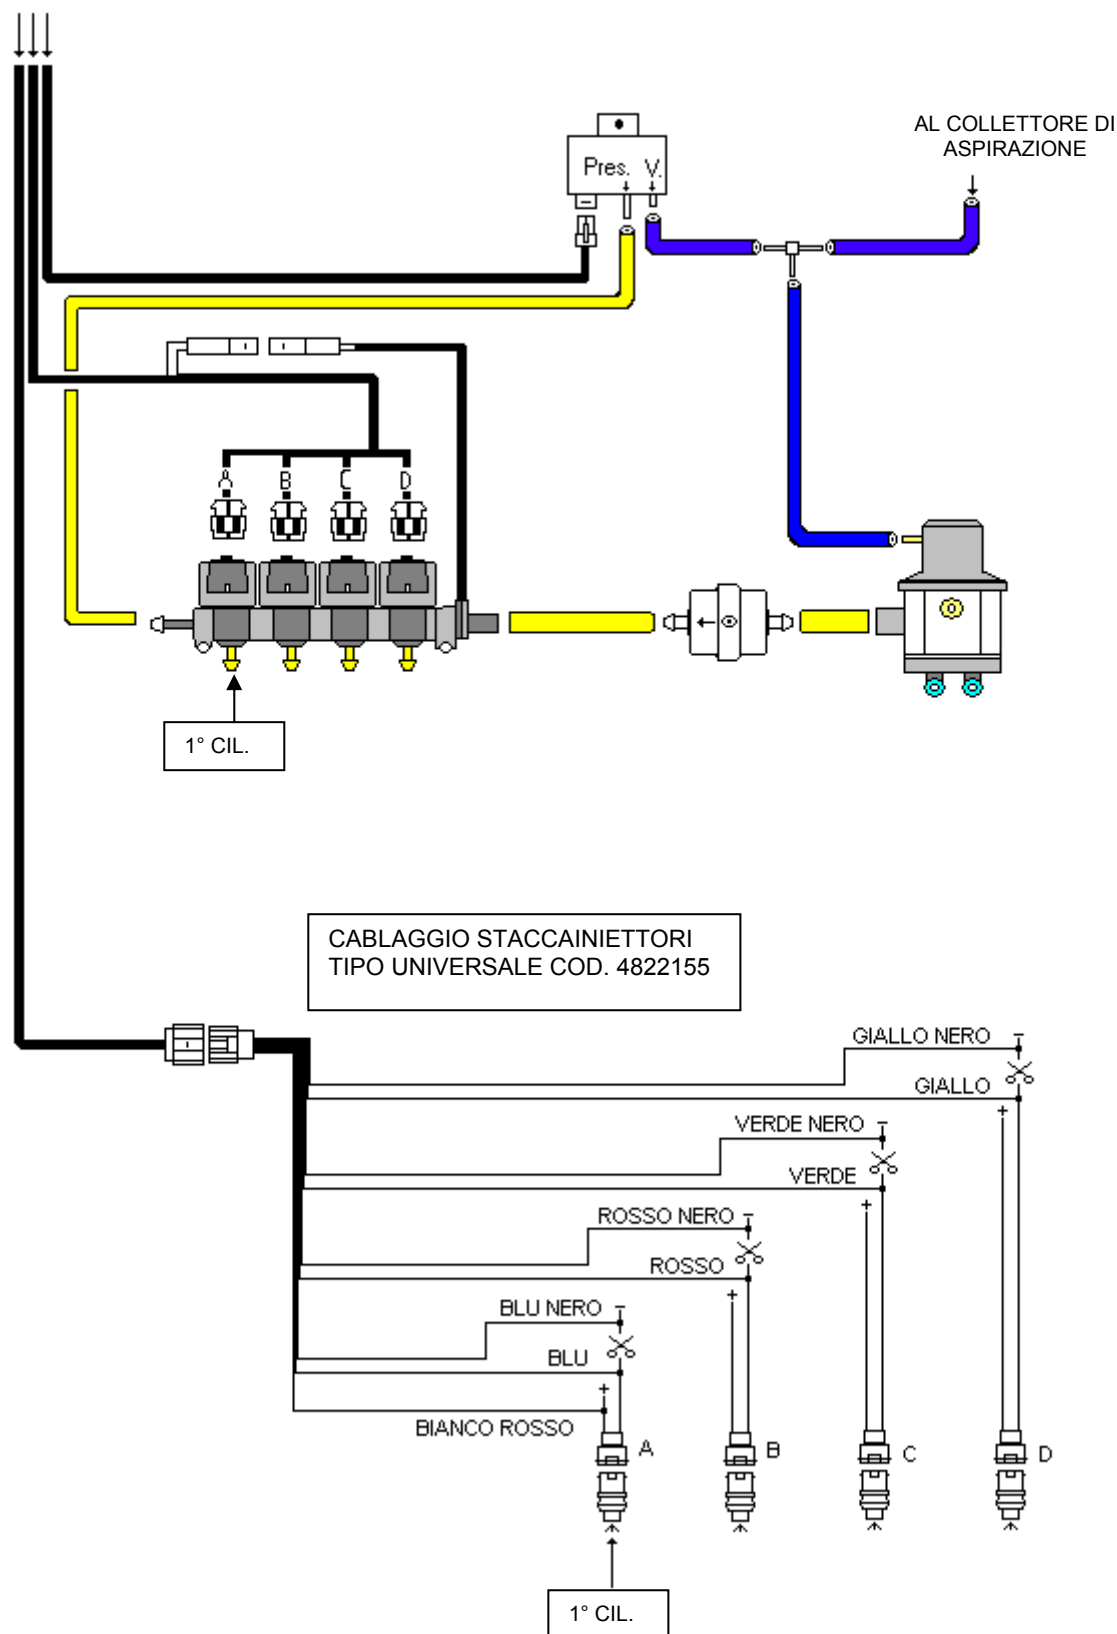 AL COLLETTORE DI
ASPIRAZIONE
Pres. V.
A B C D
1° CIL.
CABLAGGIO STACCAINIETTORI
TIPO UNIVERSALE COD. 4822155
GIALLO NERO -
GIALLO
+
VERDE NERO -
VERDE
+
ROSSO NERO -
ROSSO
+
BLU NERO -
BLU
+
BIANCO ROSSO
A B C D
1° CIL.